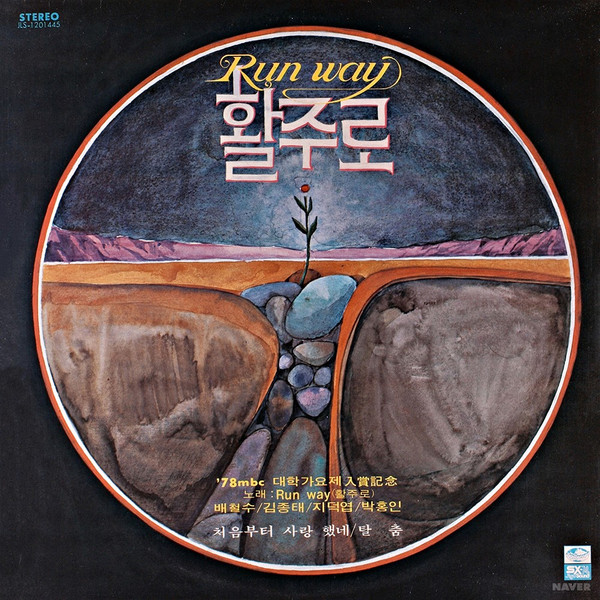 STEREO
JLS-1201445
Run way
활주로
'78mbc 대학가요제入賞記念
노래 : Run way(활주로)
배철수/김종태/지덕엽/박홍인
처음부터 사랑 했네/탈 춤
SX
NAVER